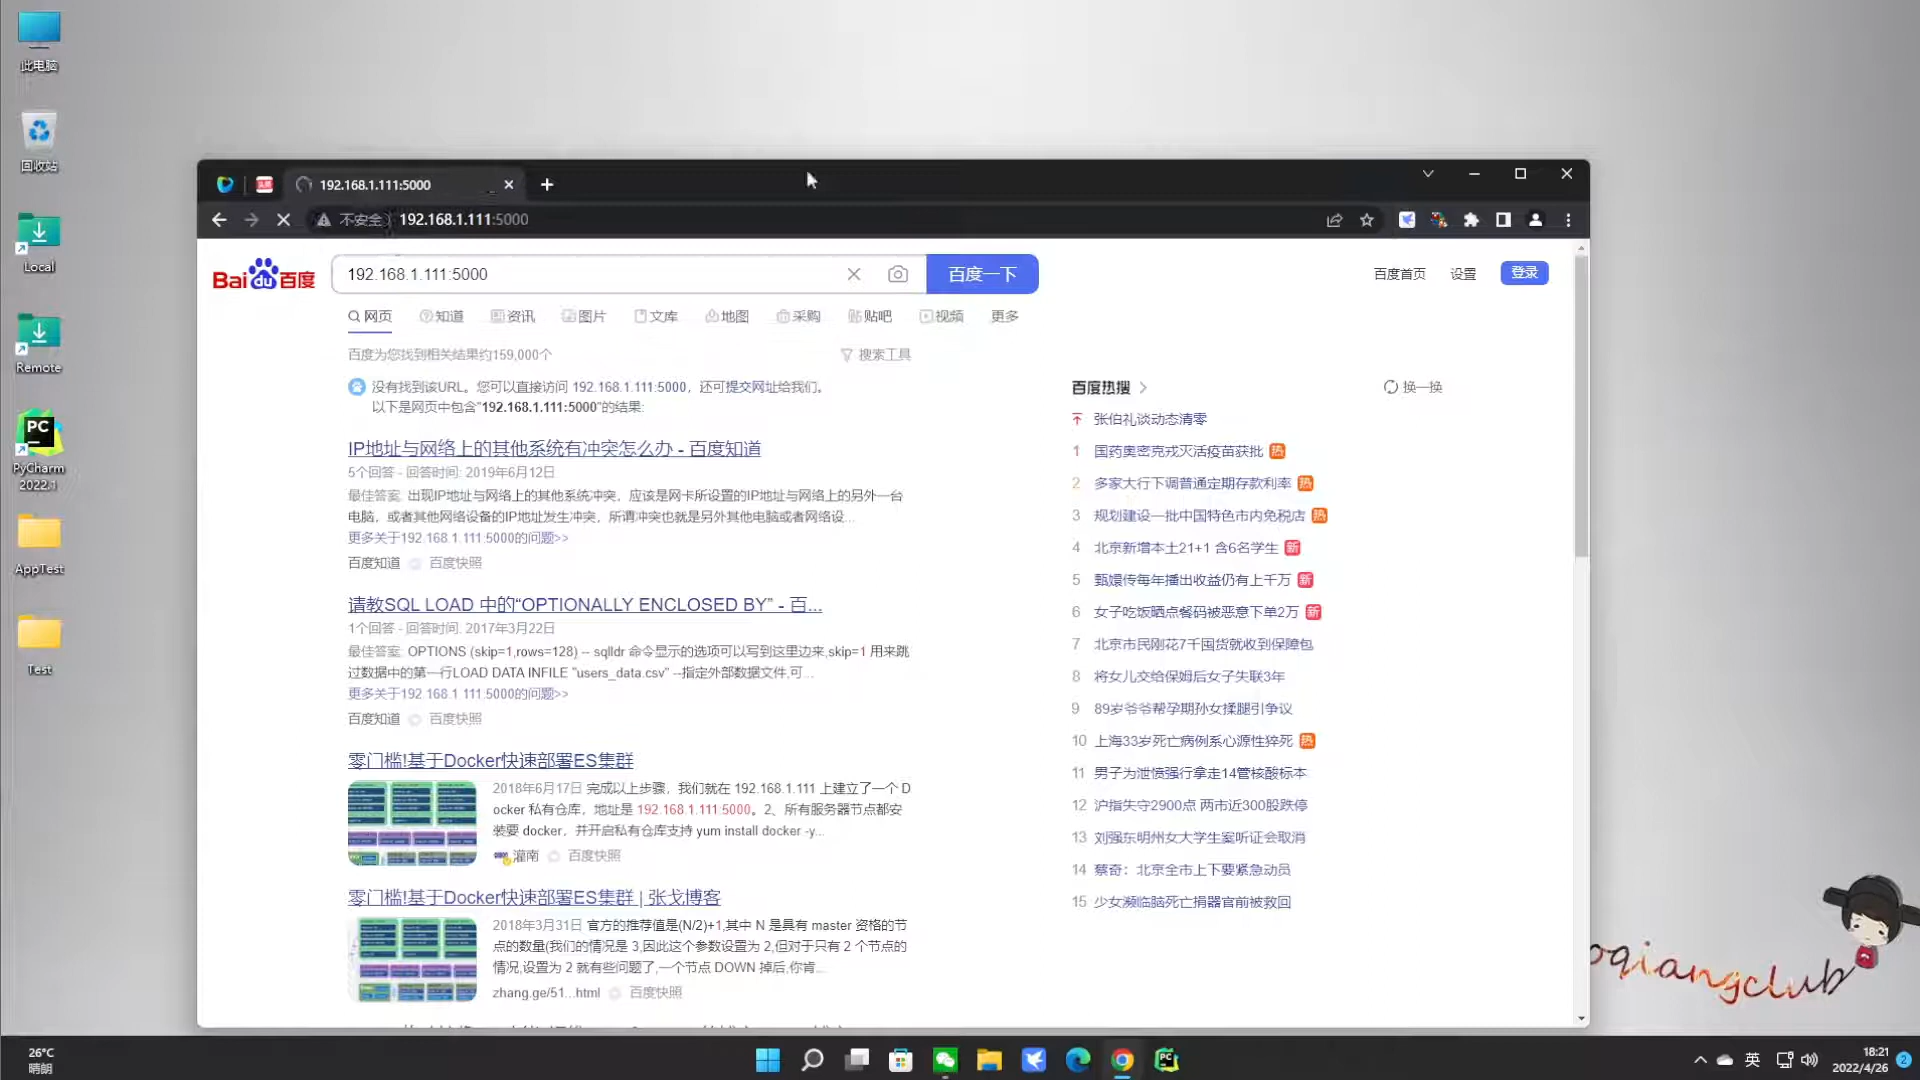 此电脑
回收站
Local
Remote
PyCharm
2022.1
AppTest
Test
192.168.1.111:5000
不安全
192.168.1.111:5000
Bai du 百度
192.168.1.111:5000
百度一下
百度首页
设置
登录
网页
知道
资讯
图片
文库
地图
采购
贴吧
视频
更多
百度为您找到相关结果约159,000个
搜索工具
没有找到该URL。您可以直接访问 192.168.1.111:5000，还可提交网址给我们。
以下是网页中包含"192.168.1.111:5000"的结果:
IP地址与网络上的其他系统有冲突怎么办 - 百度知道
5个回答 - 回答时间: 2019年6月12日
最佳答案: 出现IP地址与网络上的其他系统冲突，应该是网卡所设置的IP地址与网络上的另外一台
电脑，或者其他网络设备的IP地址发生冲突，所谓冲突也就是另外其他电脑或者网络设...
更多关于192.168.1.111:5000的问题>>
百度知道
百度快照
请教SQL LOAD 中的“OPTIONALLY ENCLOSED BY” - 百...
1个回答 - 回答时间: 2017年3月22日
最佳答案: OPTIONS (skip=1,rows=128) -- sqlldr 命令显示的选项可以写到这里边来,skip=1 用来跳
过数据中的第一行LOAD DATA INFILE "users_data.csv" --指定外部数据文件,可...
更多关于192.168.1.111:5000的问题>>
百度知道
百度快照
零门槛!基于Docker快速部署ES集群
2018年6月17日 完成以上步骤，我们就在 192.168.1.111 上建立了一个 D
ocker 私有仓库，地址是 192.168.1.111:5000。2、所有服务器节点都安
装要 docker，并开启私有仓库支持 yum install docker -y...
灌南
百度快照
零门槛!基于Docker快速部署ES集群 | 张戈博客
2018年3月31日 官方的推荐值是(N/2)+1,其中 N 是具有 master 资格的节
点的数量(我们的情况是 3,因此这个参数设置为 2,但对于只有 2 个节点的
情况,设置为 2 就有些问题了,一个节点 DOWN 掉后,你肯...
zhang.ge/51...html
百度快照
百度热搜
换一换
张伯礼谈动态清零
1 国药奥密克戎灭活疫苗获批 热
2 多家大行下调普通定期存款利率 热
3 规划建设一批中国特色市内免税店 热
4 北京新增本土21+1 含6名学生 新
5 甄嬛传每年播出收益仍有上千万 新
6 女子吃饭晒点餐码被恶意下单2万 新
7 北京市民刚花7千囤货就收到保障包
8 将女儿交给保姆后女子失联3年
9 89岁爷爷帮孕期孙女揉腿引争议
10 上海33岁死亡病例系心源性猝死 热
11 男子为泄愤强行拿走14管核酸标本
12 沪指失守2900点 两市近300股跌停
13 刘强东明州女大学生案听证会取消
14 蔡奇：北京全市上下要紧急动员
15 少女濒临脑死亡捐器官前被救回
oqiangclub
26°C
晴朗
英
18:21
2022/4/26
2